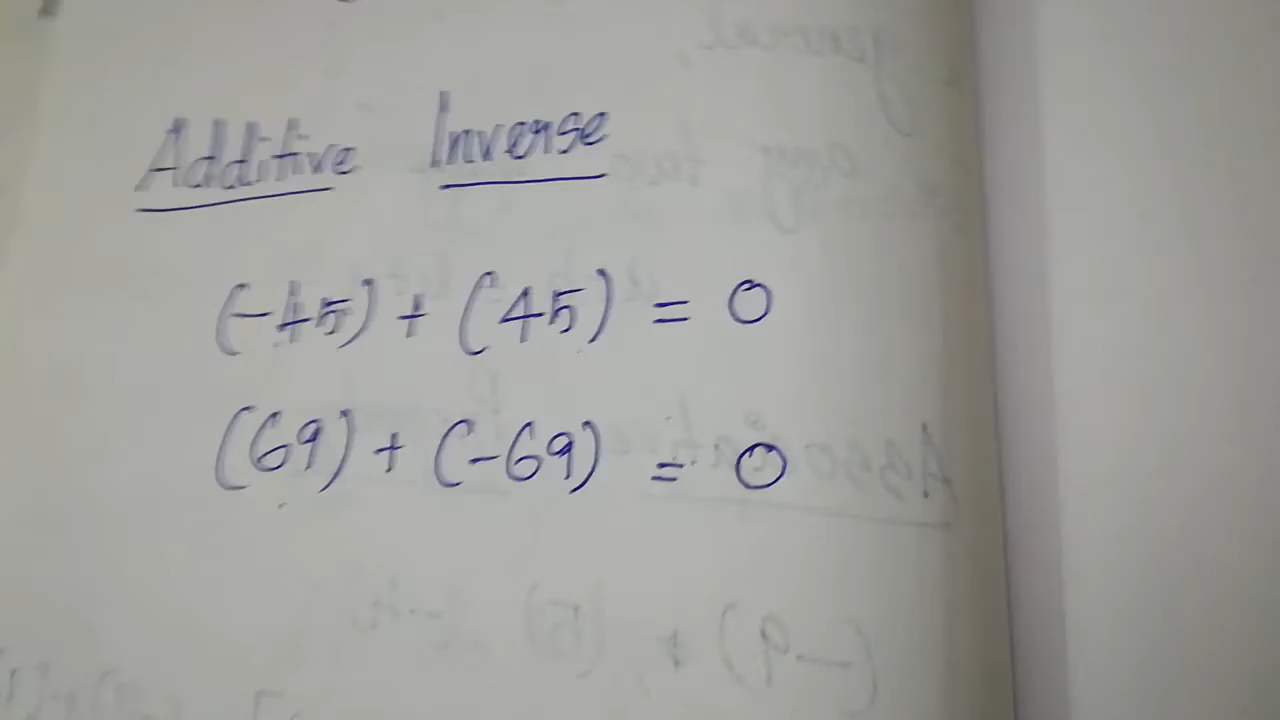 Additive Inverse
(-45) + (45) = 0
(69) + (-69) = 0